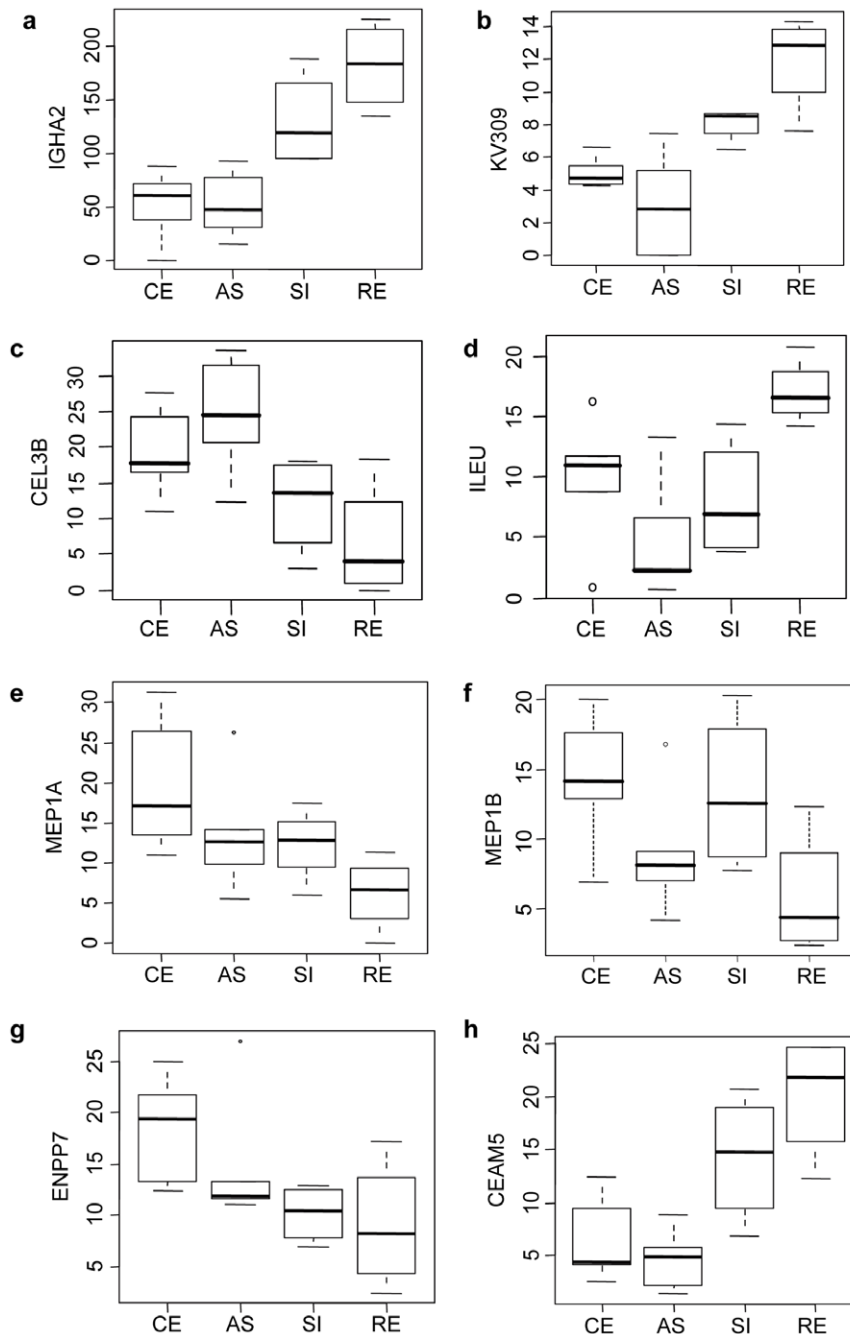 a
IGHA2
200
150
100
50
0
CE AS SI RE
b
KV309
14
12
10
8
6
4
2
0
CE AS SI RE
c
CEL3B
30
25
20
15
10
5
0
CE AS SI RE
d
ILEU
20
15
10
5
0
CE AS SI RE
e
MEP1A
30
25
20
15
10
5
0
CE AS SI RE
f
MEP1B
20
15
10
5
CE AS SI RE
g
ENPP7
25
20
15
10
5
CE AS SI RE
h
CEAM5
25
20
15
10
5
CE AS SI RE